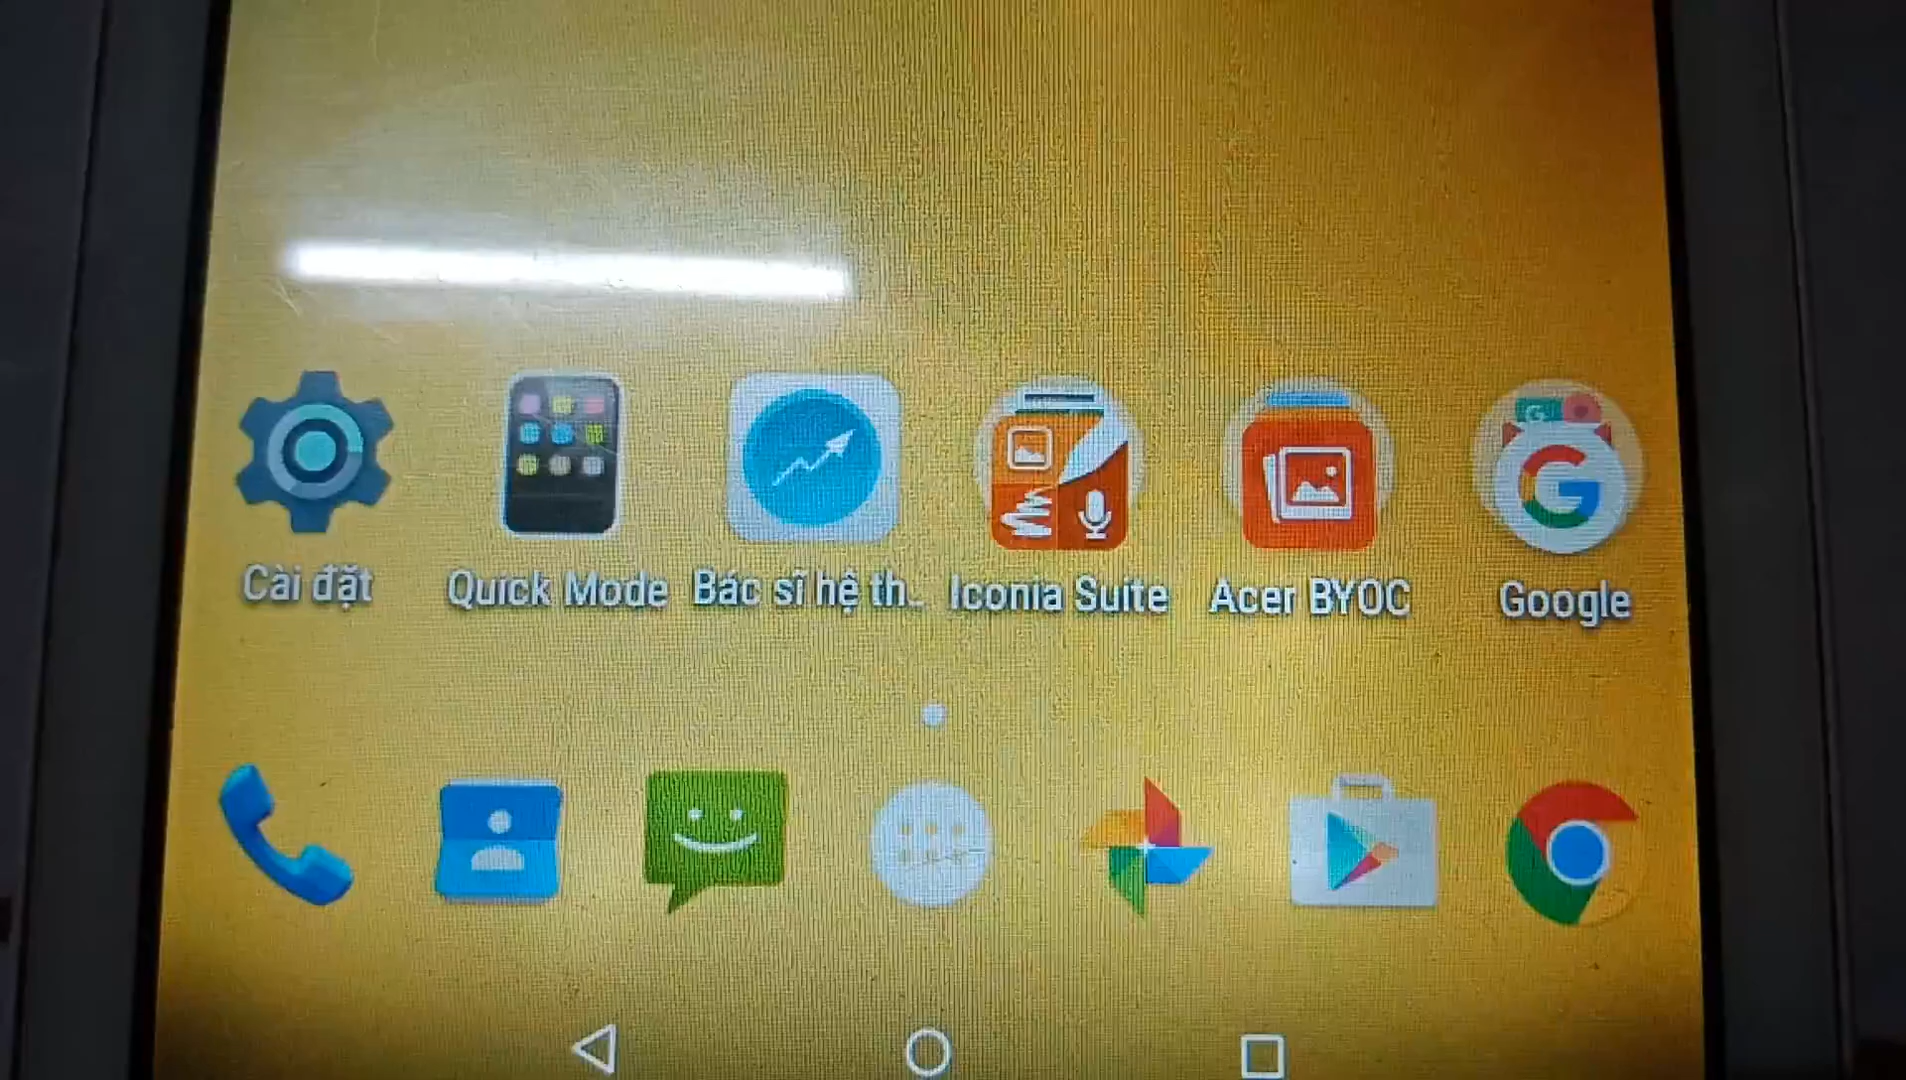 Cài đặt
Quick Mode
Bác sĩ hệ th..
Iconia Suite
Acer BYOC
Google